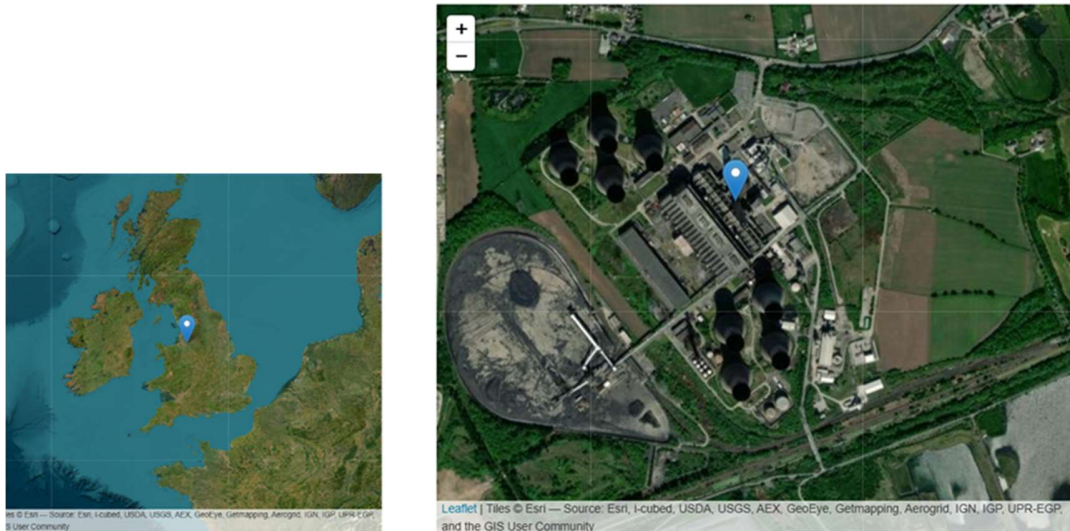 +
−
es © Esri — Source: Esri, i-cubed, USDA, USGS, AEX, GeoEye, Getmapping, Aerogrid, IGN, IGP, UPR-EGP,
S User Community
Leaflet | Tiles © Esri — Source: Esri, i-cubed, USDA, USGS, AEX, GeoEye, Getmapping, Aerogrid, IGN, IGP, UPR-EGP,
and the GIS User Community